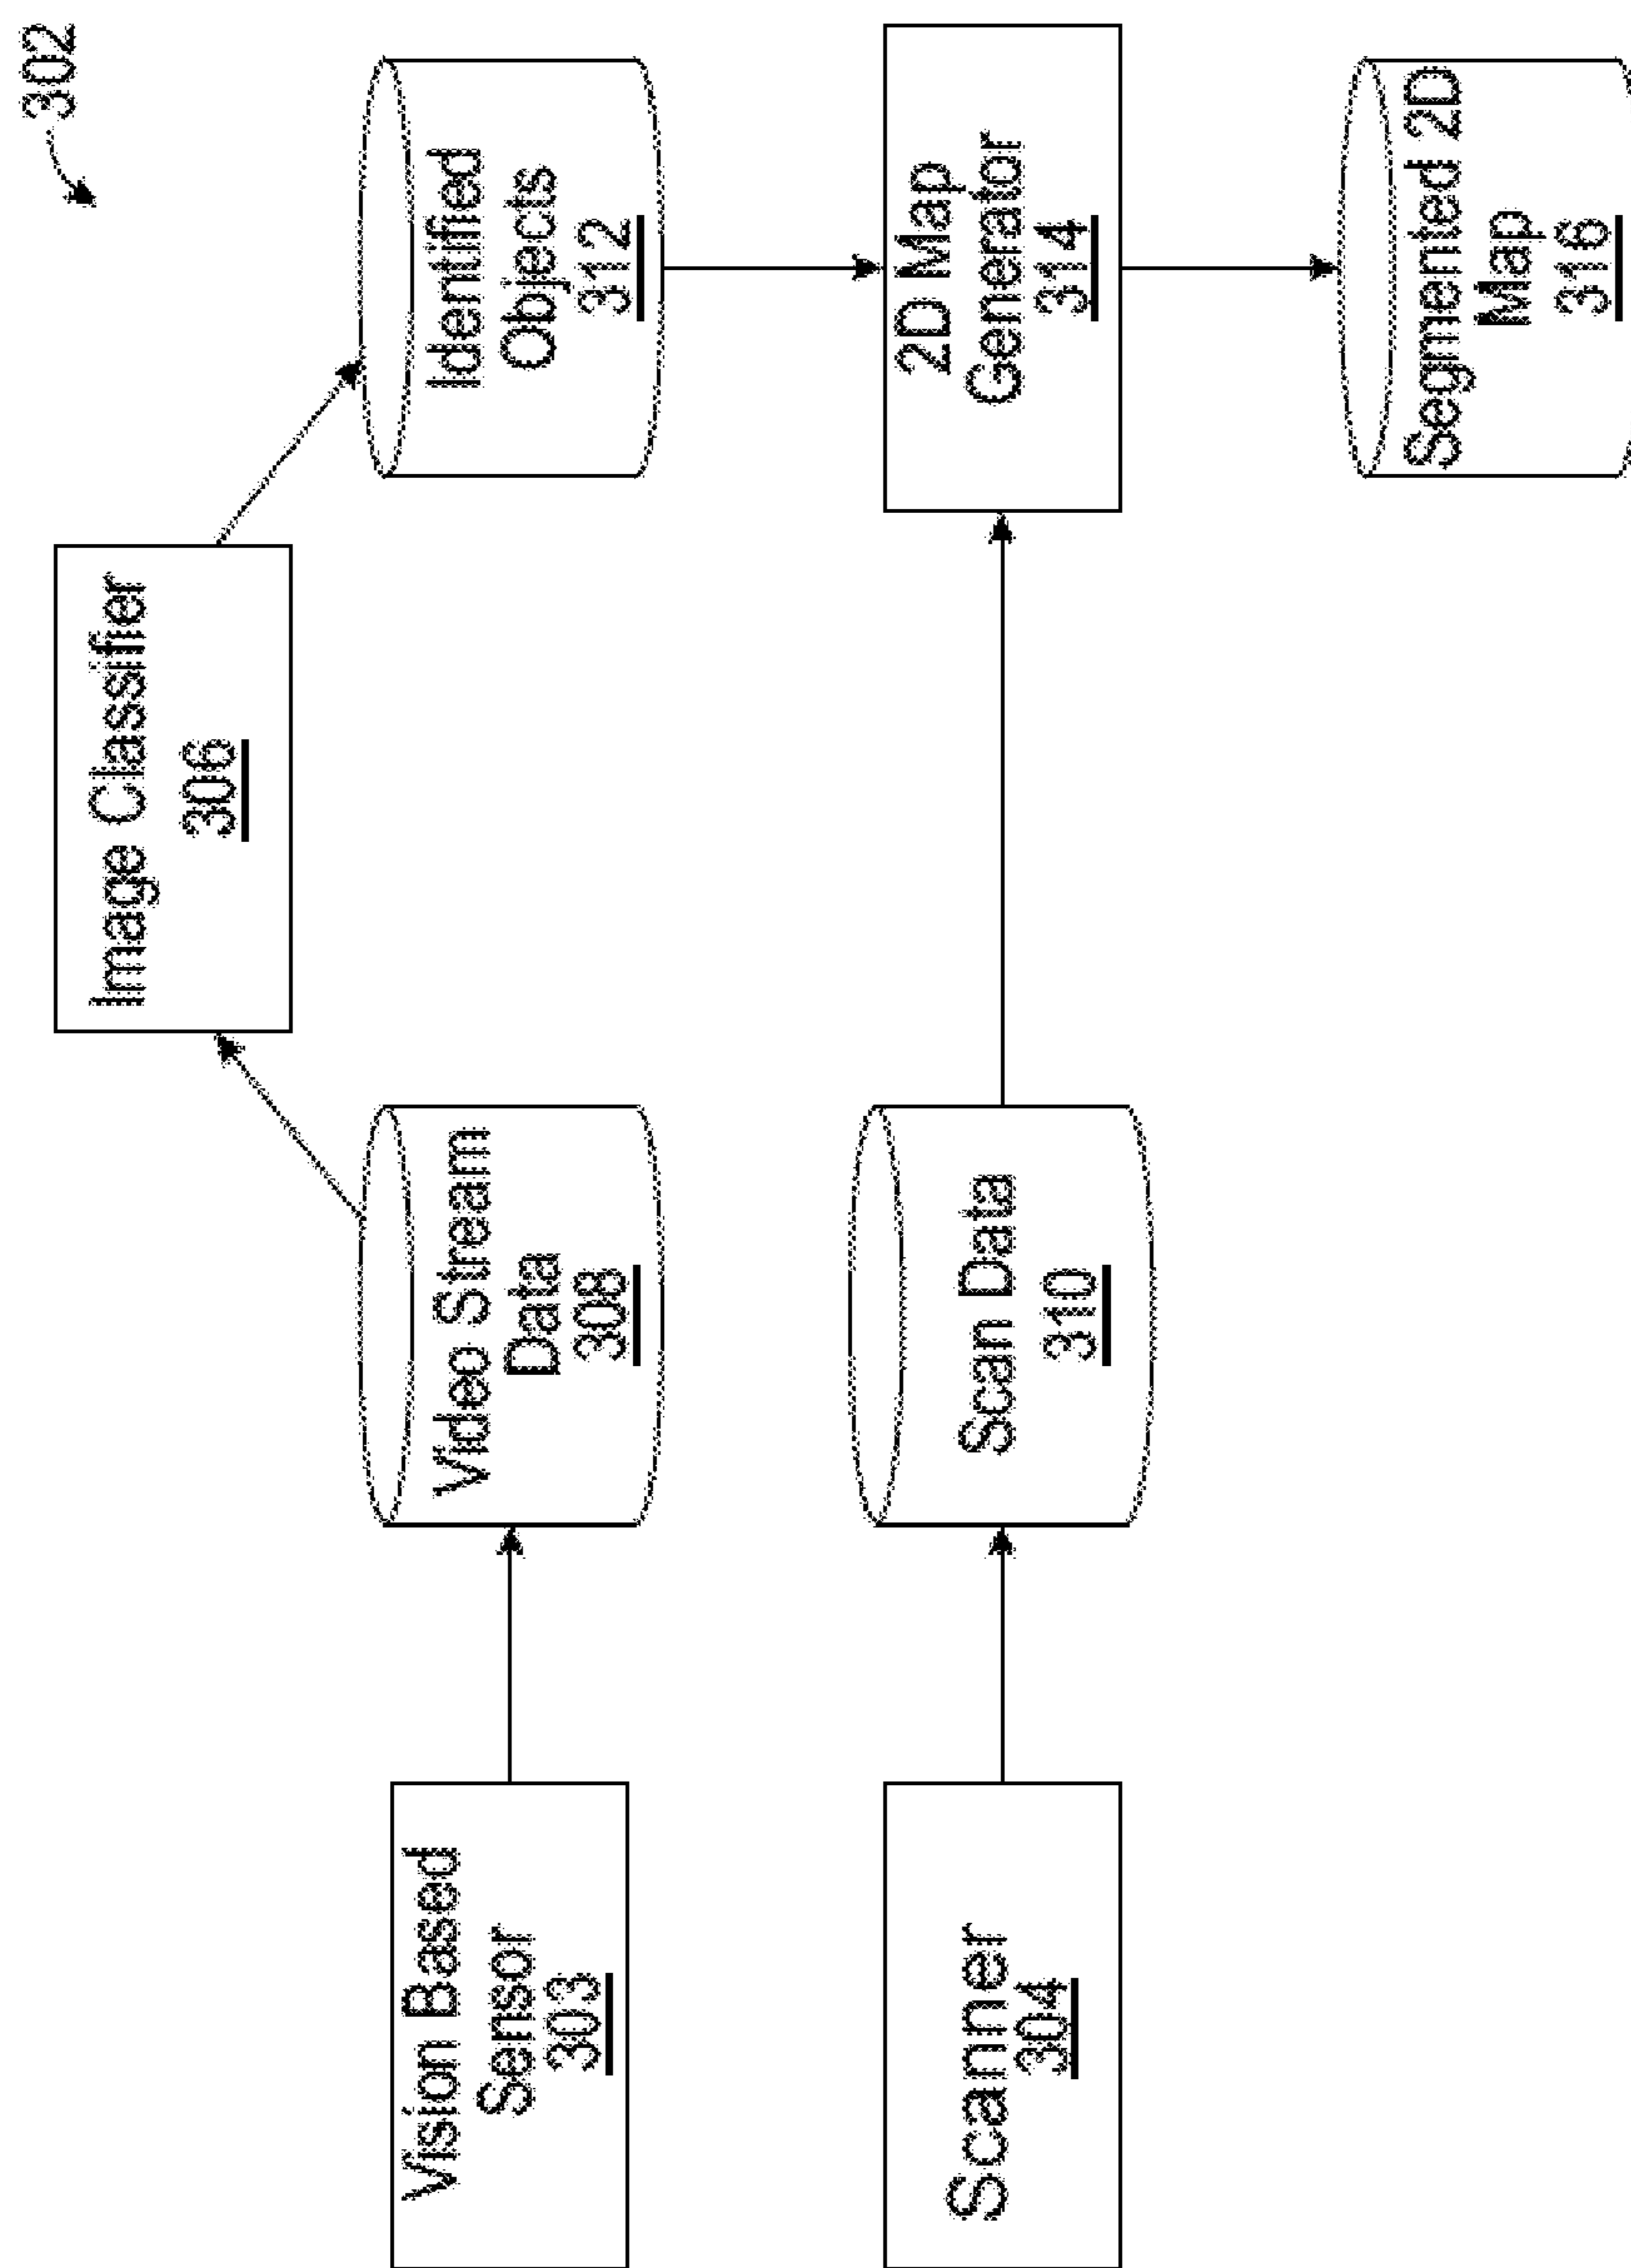 302
Image Classifier
306
Vision Based
Sensor
303
Video Stream
Data
308
Identified
Objects
312
Scanner
304
Scan Data
310
2D Map
Generator
314
Segmented 2D
Map
316